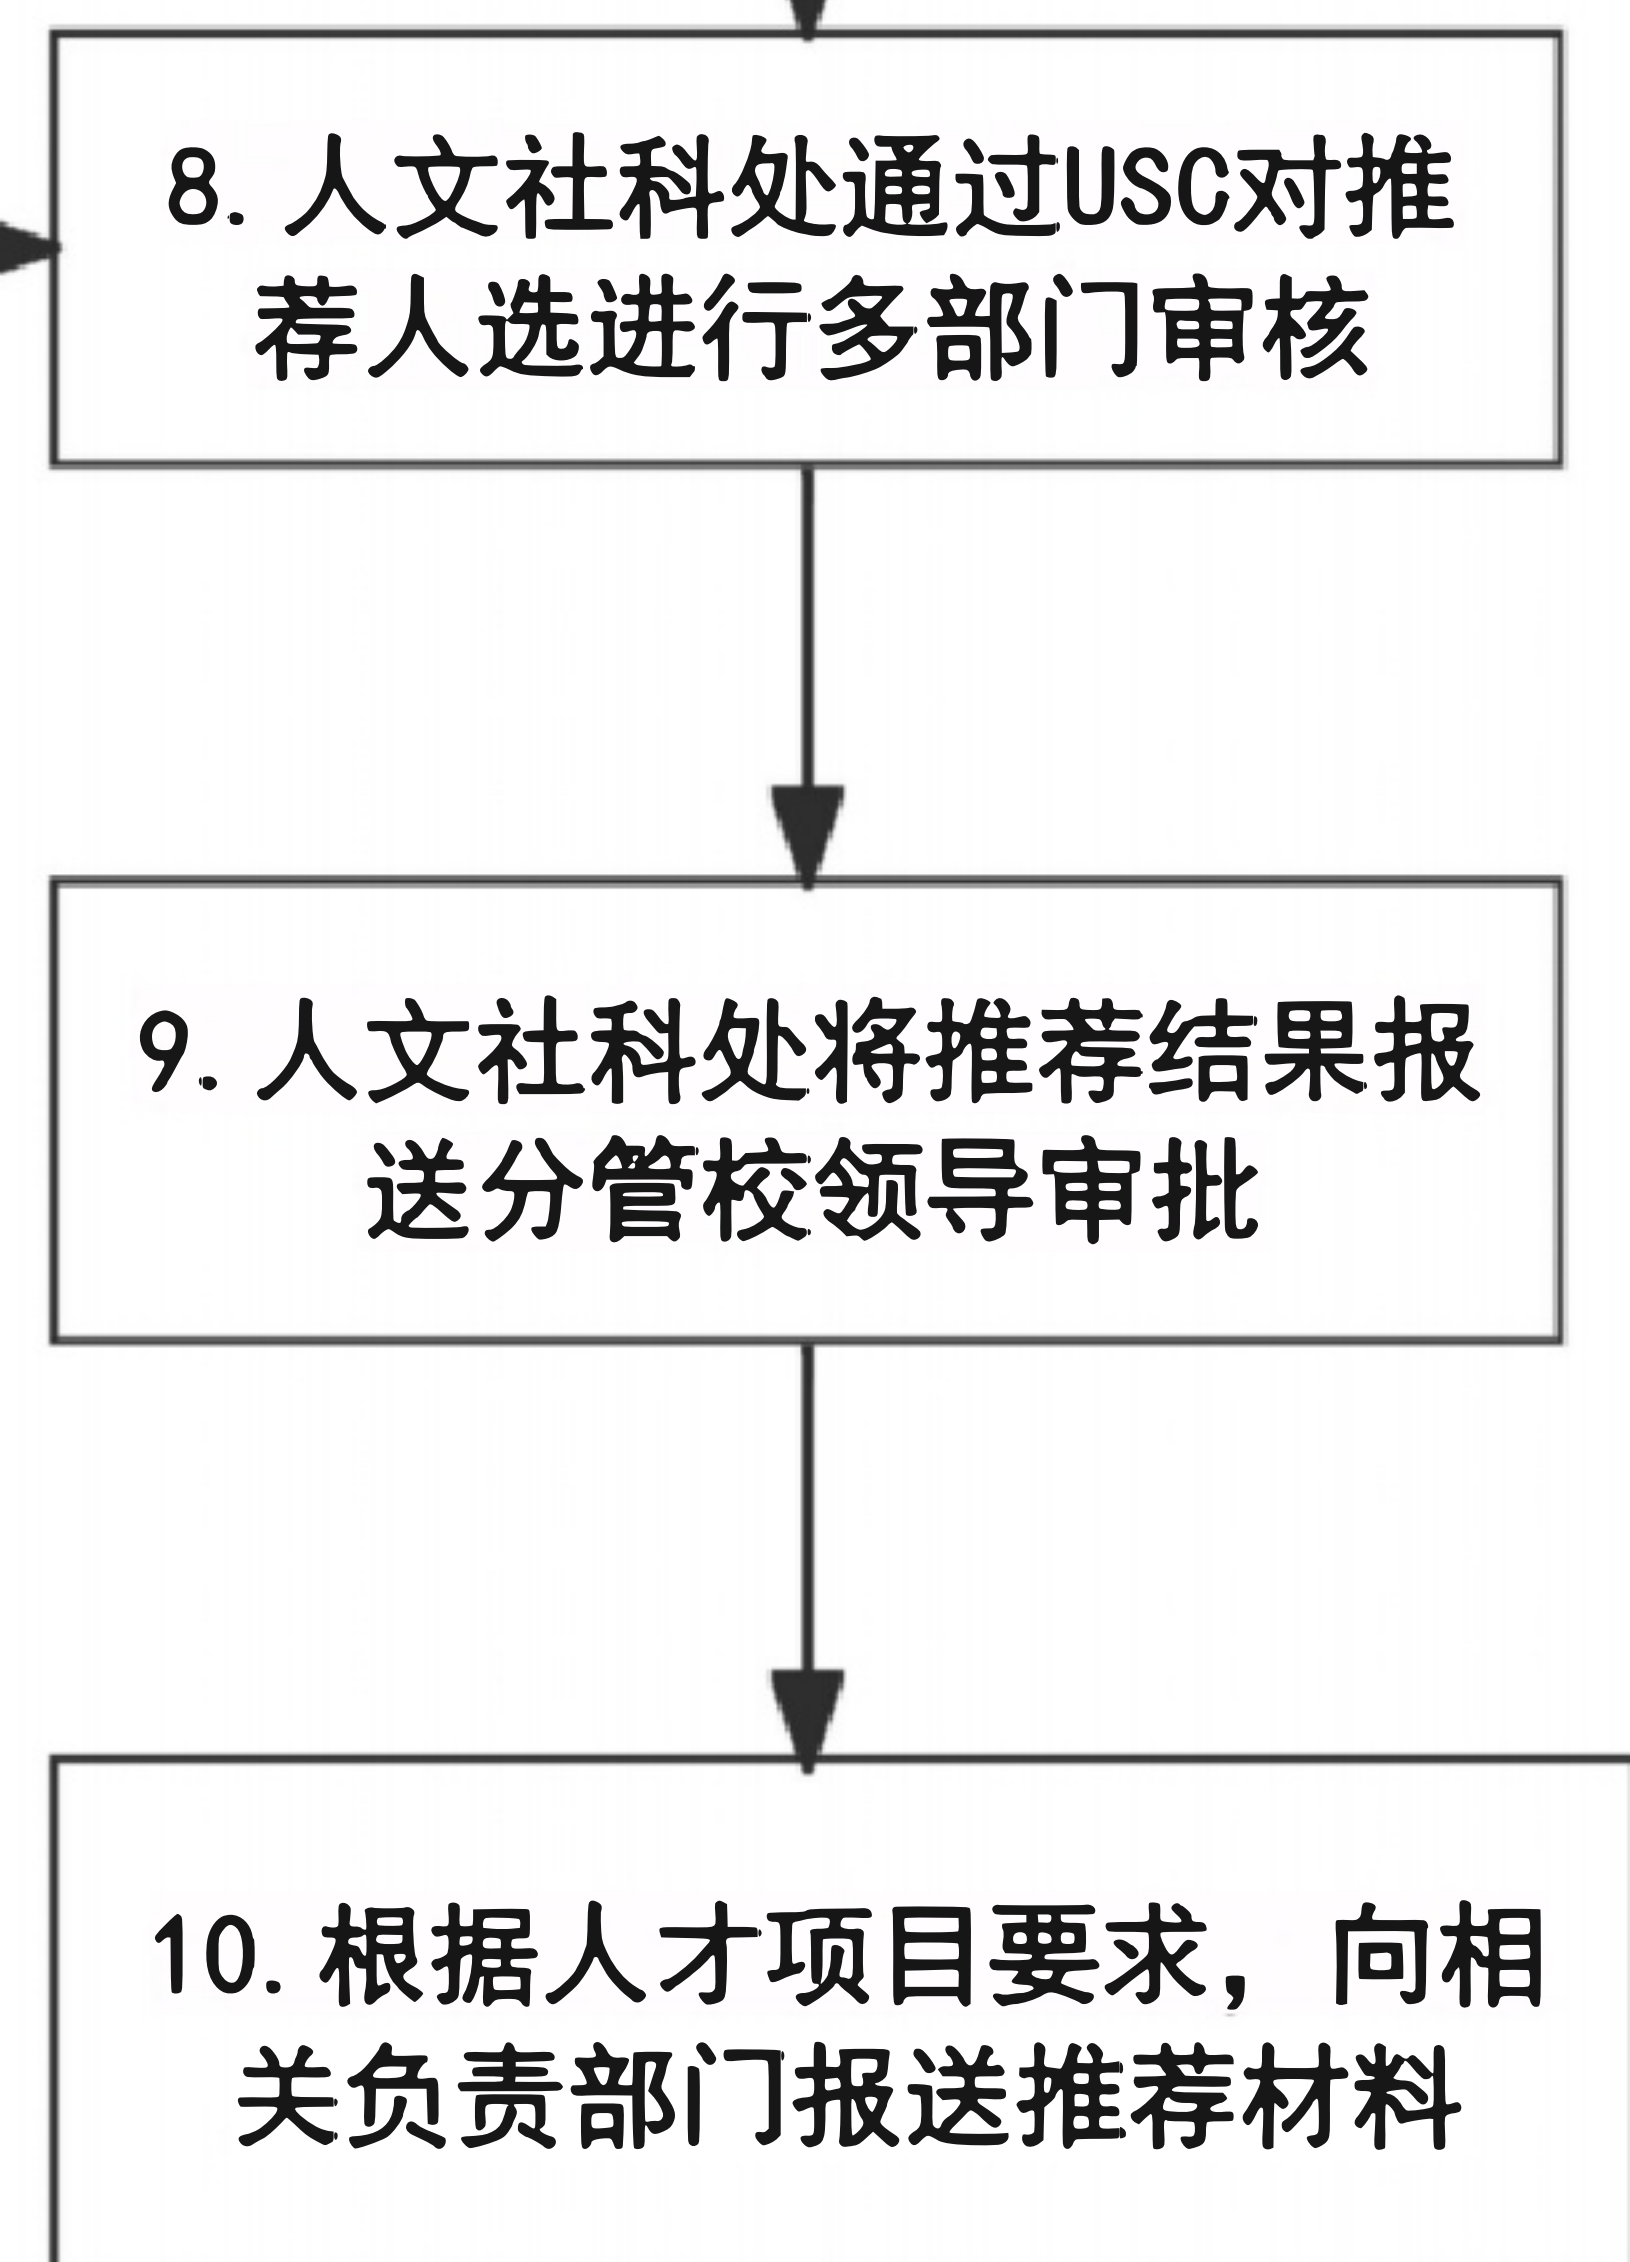 8.人文社科处通过USC对推
荐人选进行多部门审核
9.人文社科处将推荐结果报
送分管校领导审批
10.根据人才项目要求，向相
关负责部门报送推荐材料